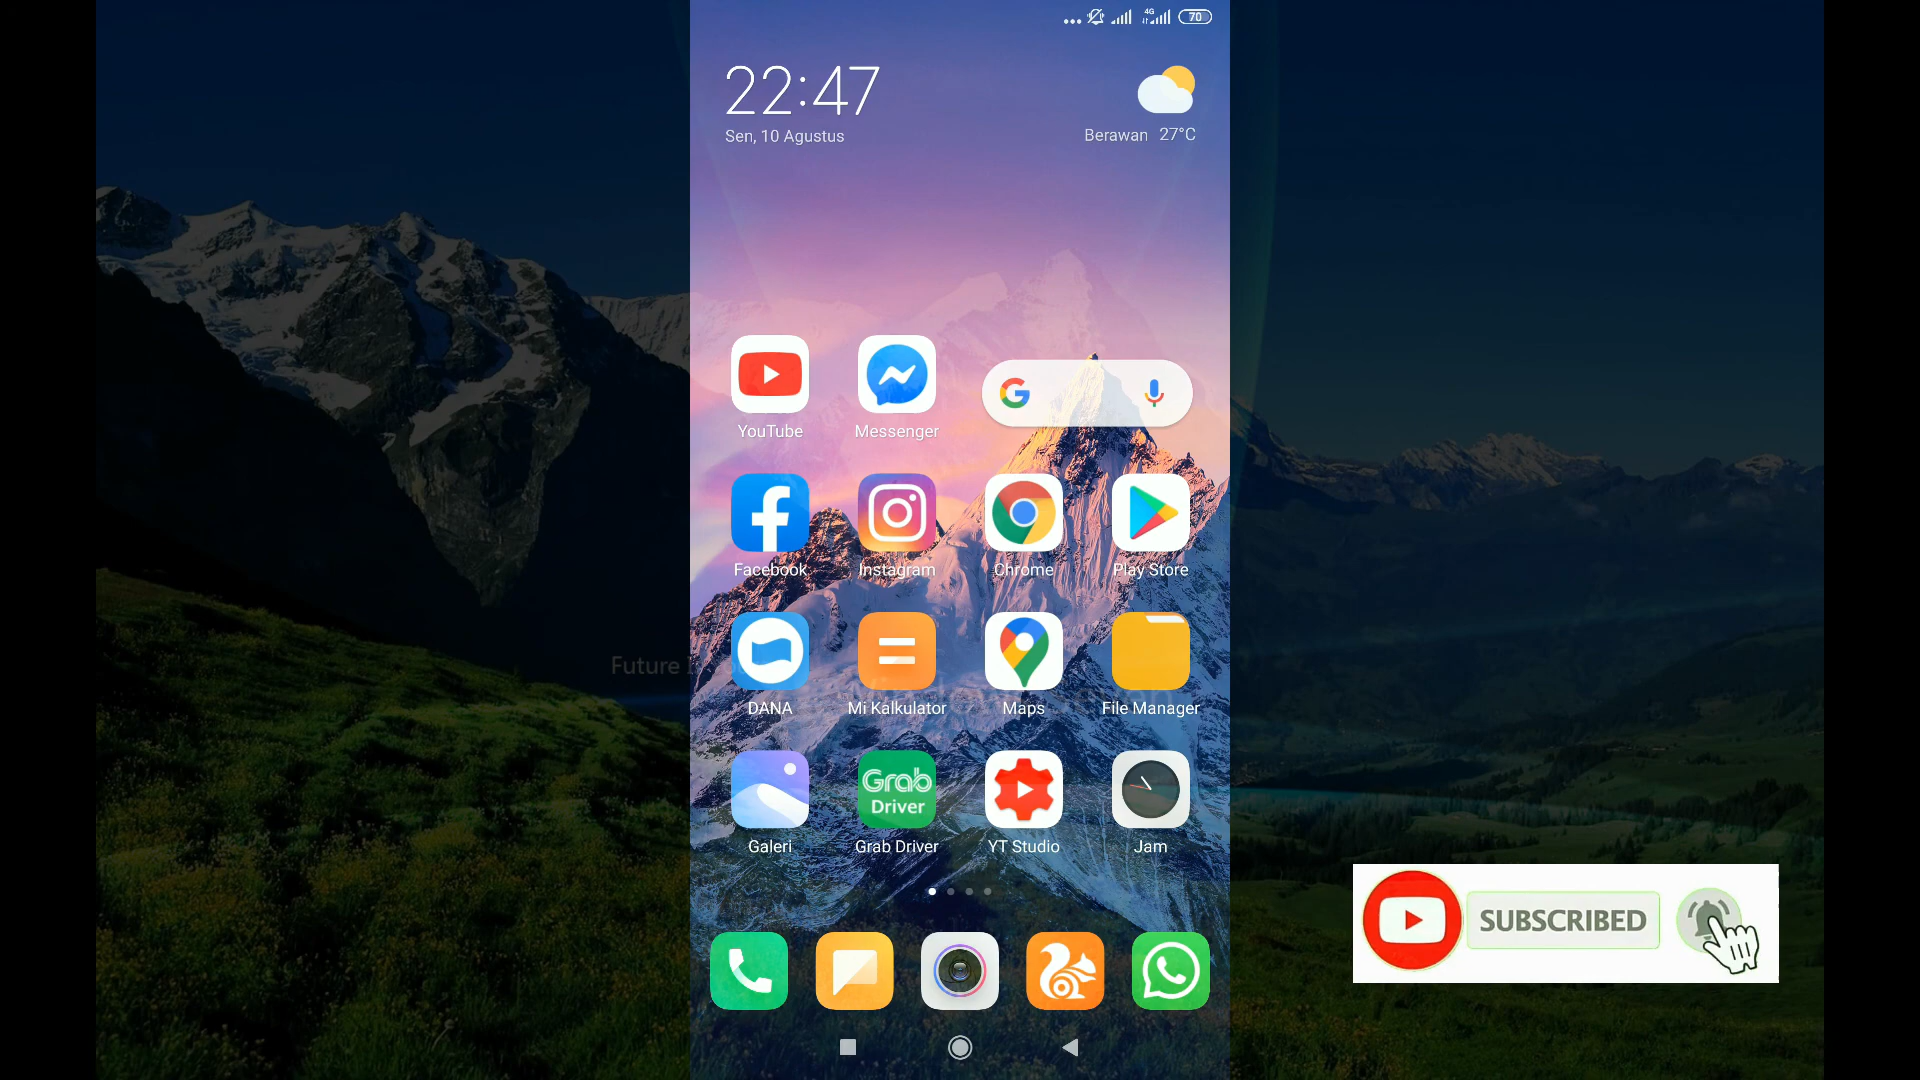 4G
70
22:47
Sen, 10 Agustus
Berawan 27°C
YouTube
Messenger
Facebook
Instagram
Chrome
Play Store
Future
DANA
Mi Kalkulator
Maps
File Manager
Grab
Driver
Galeri
Grab Driver
YT Studio
Jam
SUBSCRIBED